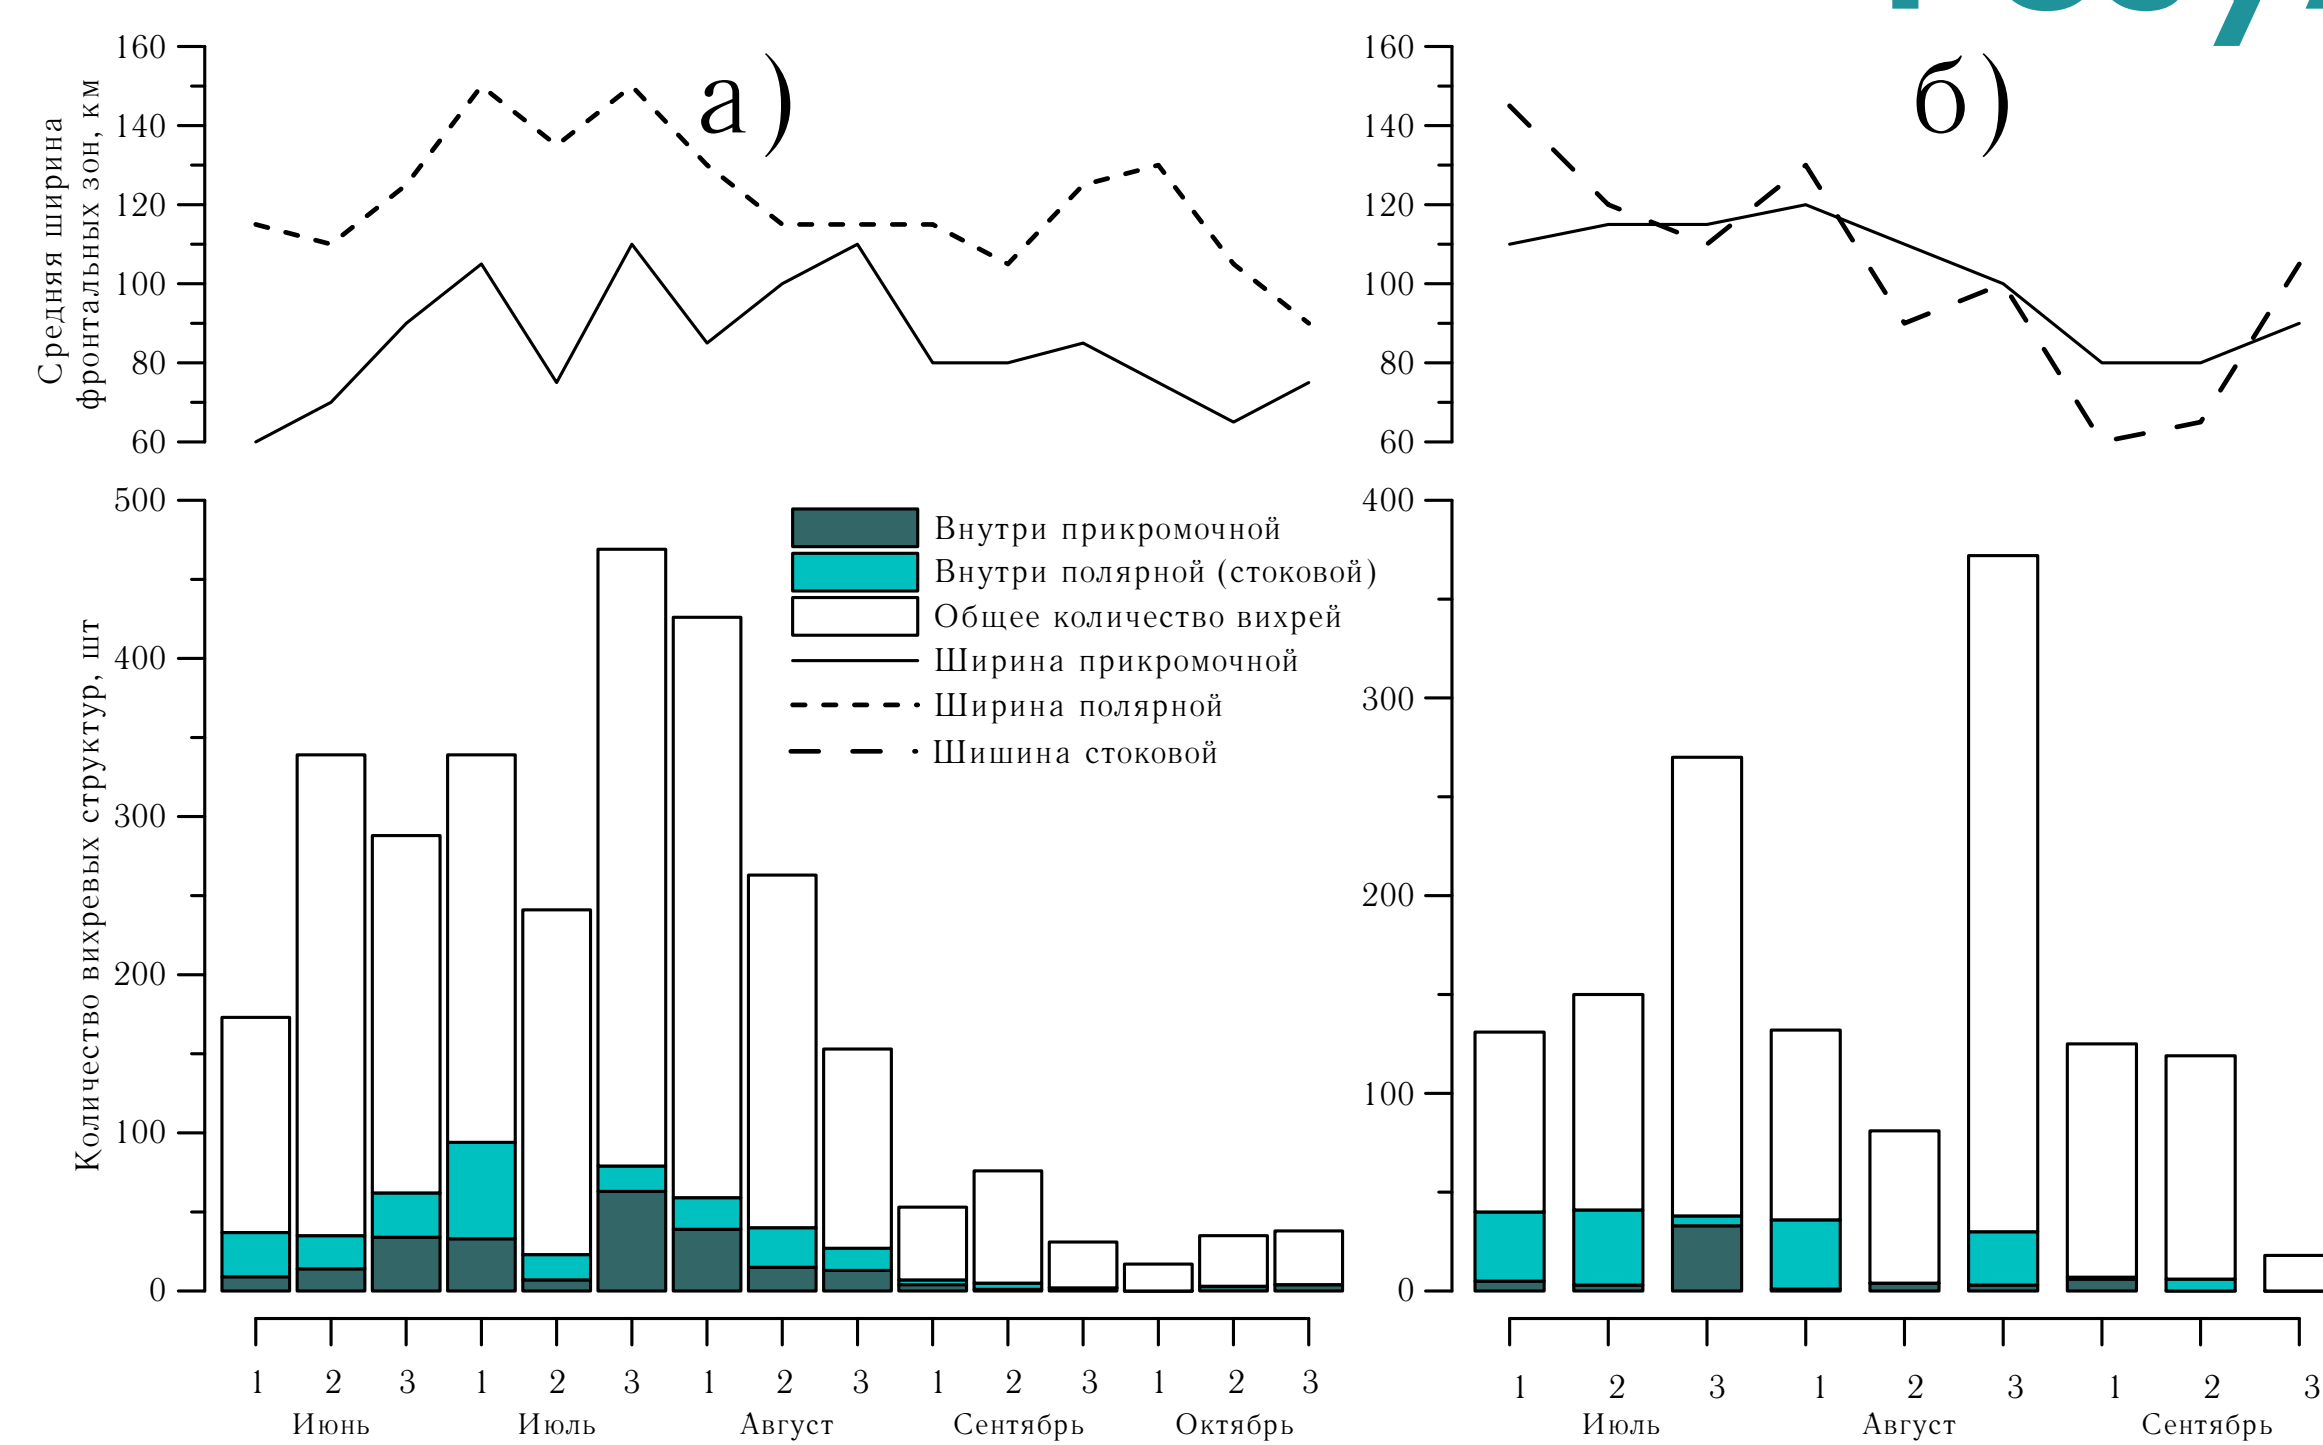 а)
б)
160
140
120
100
80
60
Средняя ширина
фронтальных зон, км
160
140
120
100
80
60
500
400
300
200
100
0
Количество вихревых структур, шт
Внутри прикромочной
Внутри полярной (стоковой)
Общее количество вихрей
Ширина прикромочной
Ширина полярной
Шишина стоковой
400
300
200
100
0
1 2 3 1 2 3 1 2 3 1 2 3 1 2 3
Июнь Июль Август Сентябрь Октябрь
1 2 3 1 2 3 1 2 3
Июль Август Сентябрь